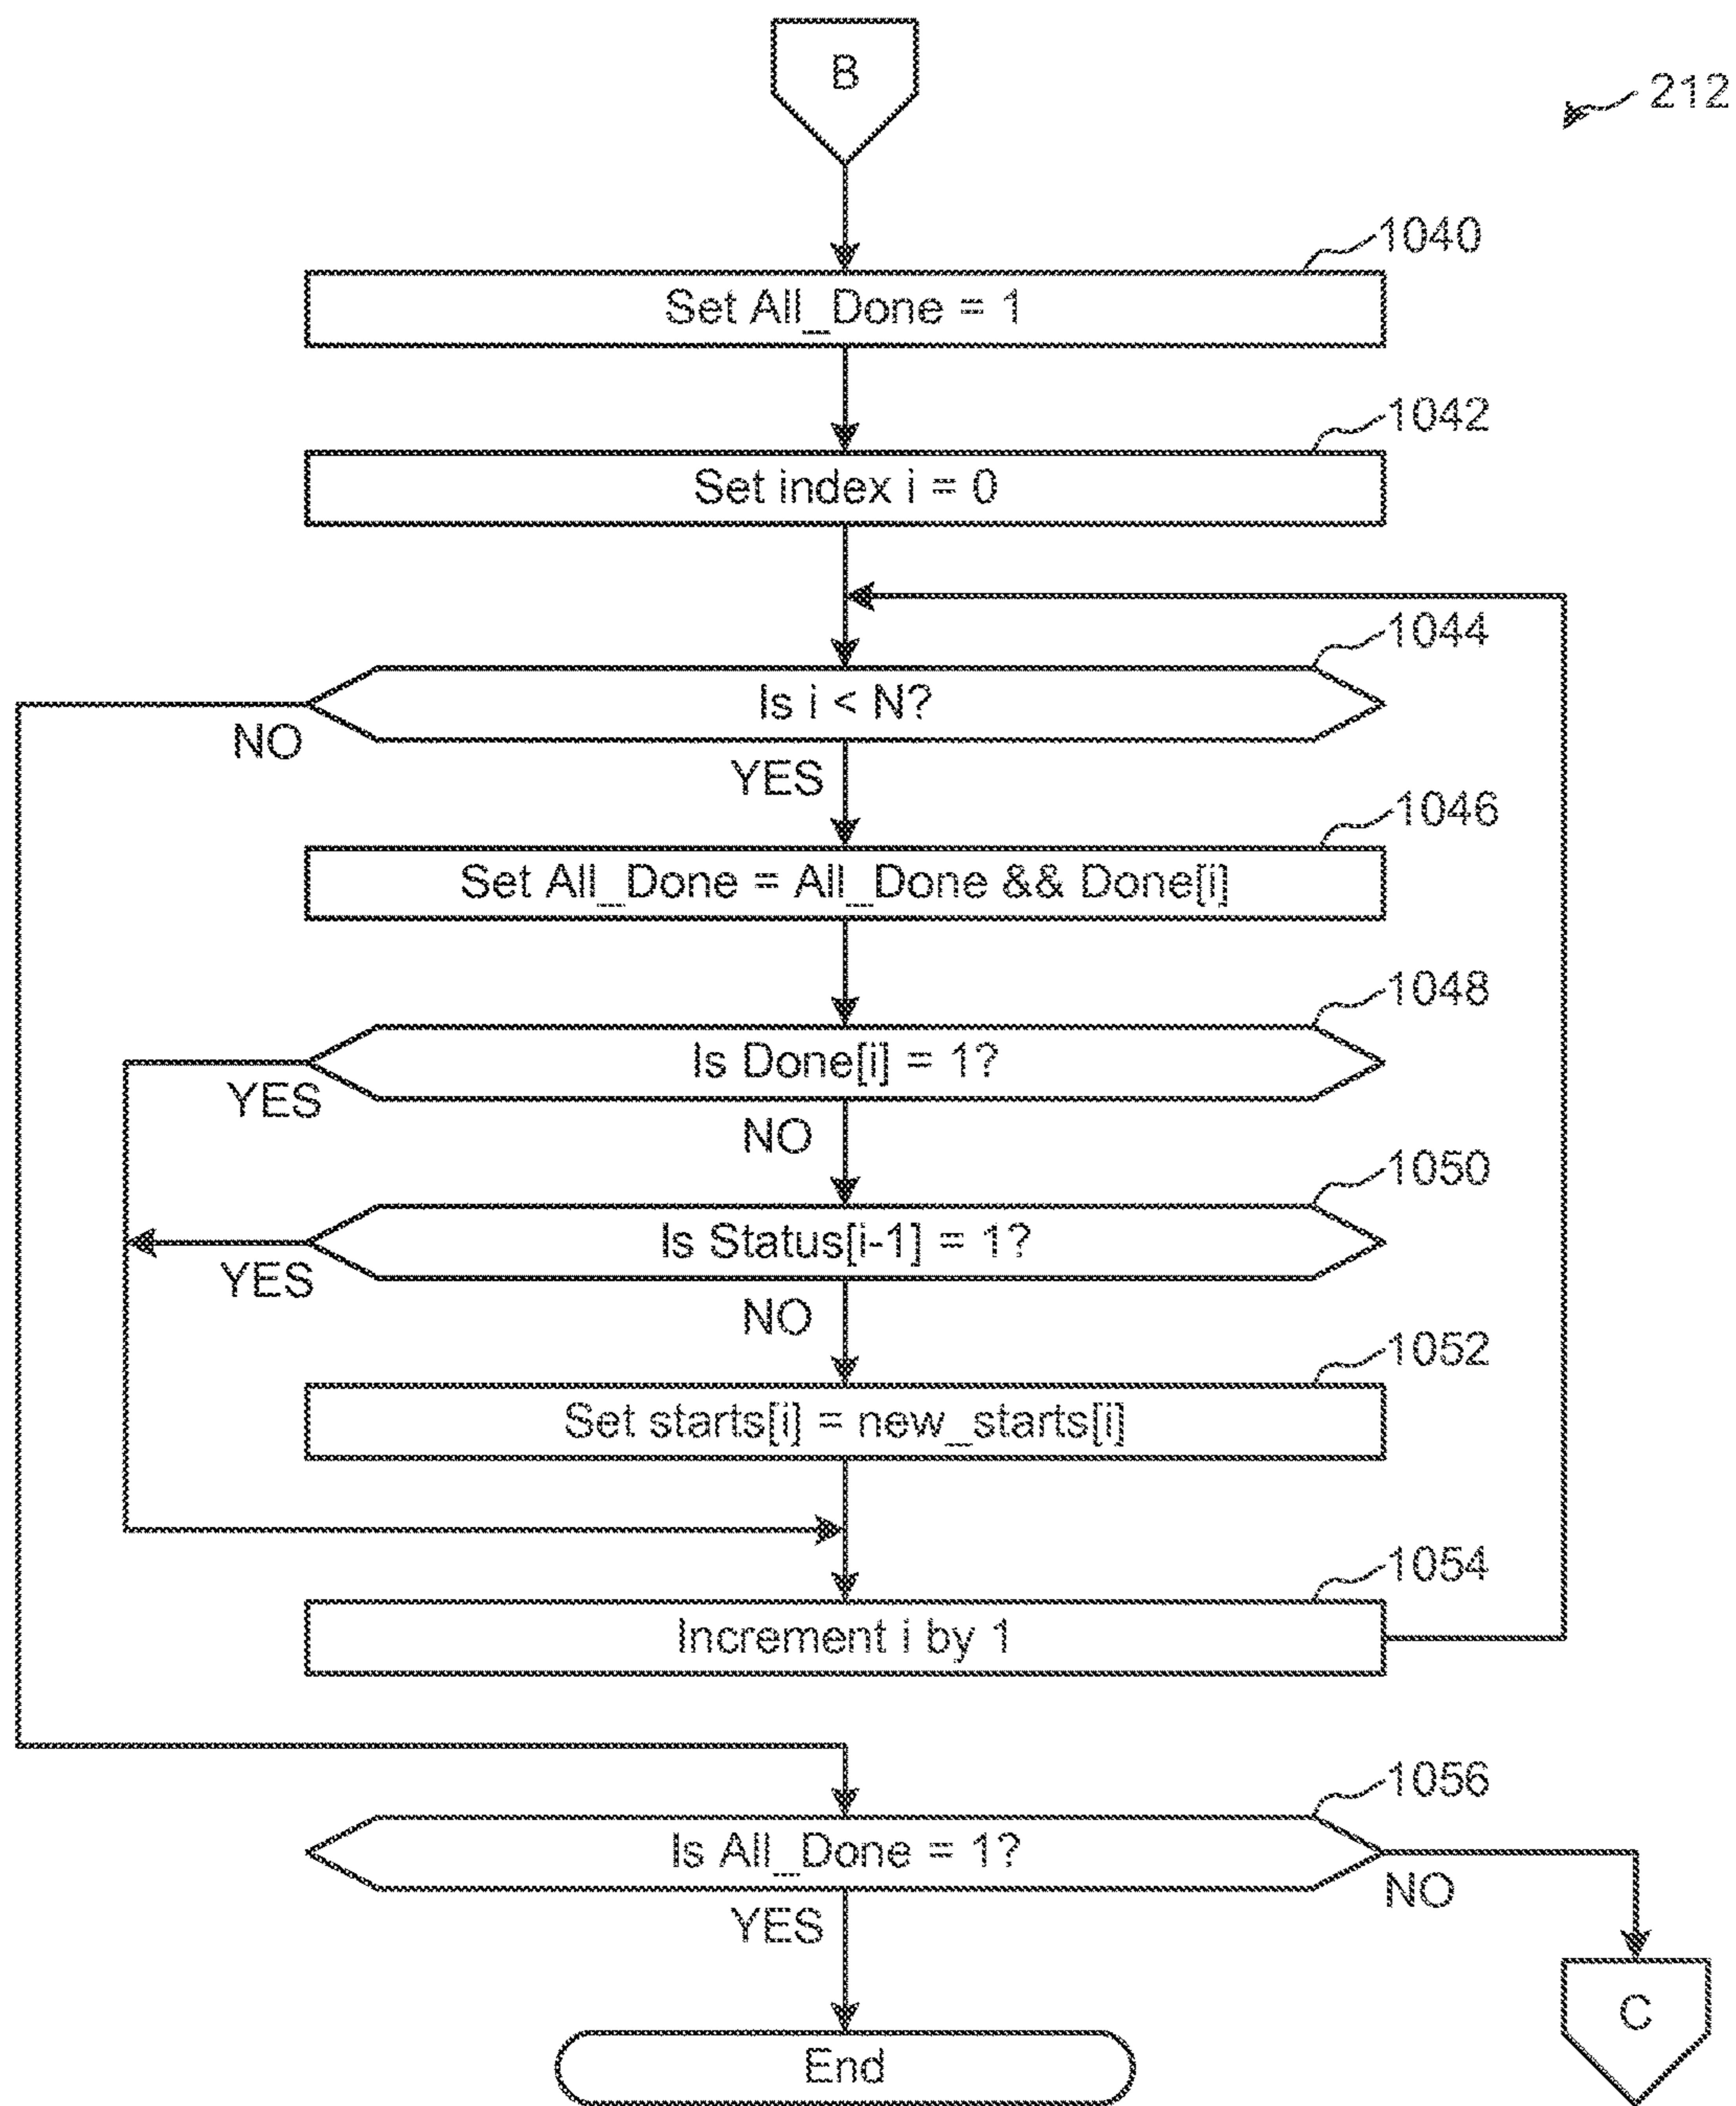 B
212
1040
Set All_Done = 1
1042
Set index i = 0
1044
Is i < N?
NO
YES
1046
Set All_Done = All_Done && Done[i]
1048
Is Done[i] = 1?
YES
NO
1050
Is Status[i-1] = 1?
YES
NO
1052
Set starts[i] = new_starts[i]
1054
Increment i by 1
1056
Is All_Done = 1?
NO
YES
C
End